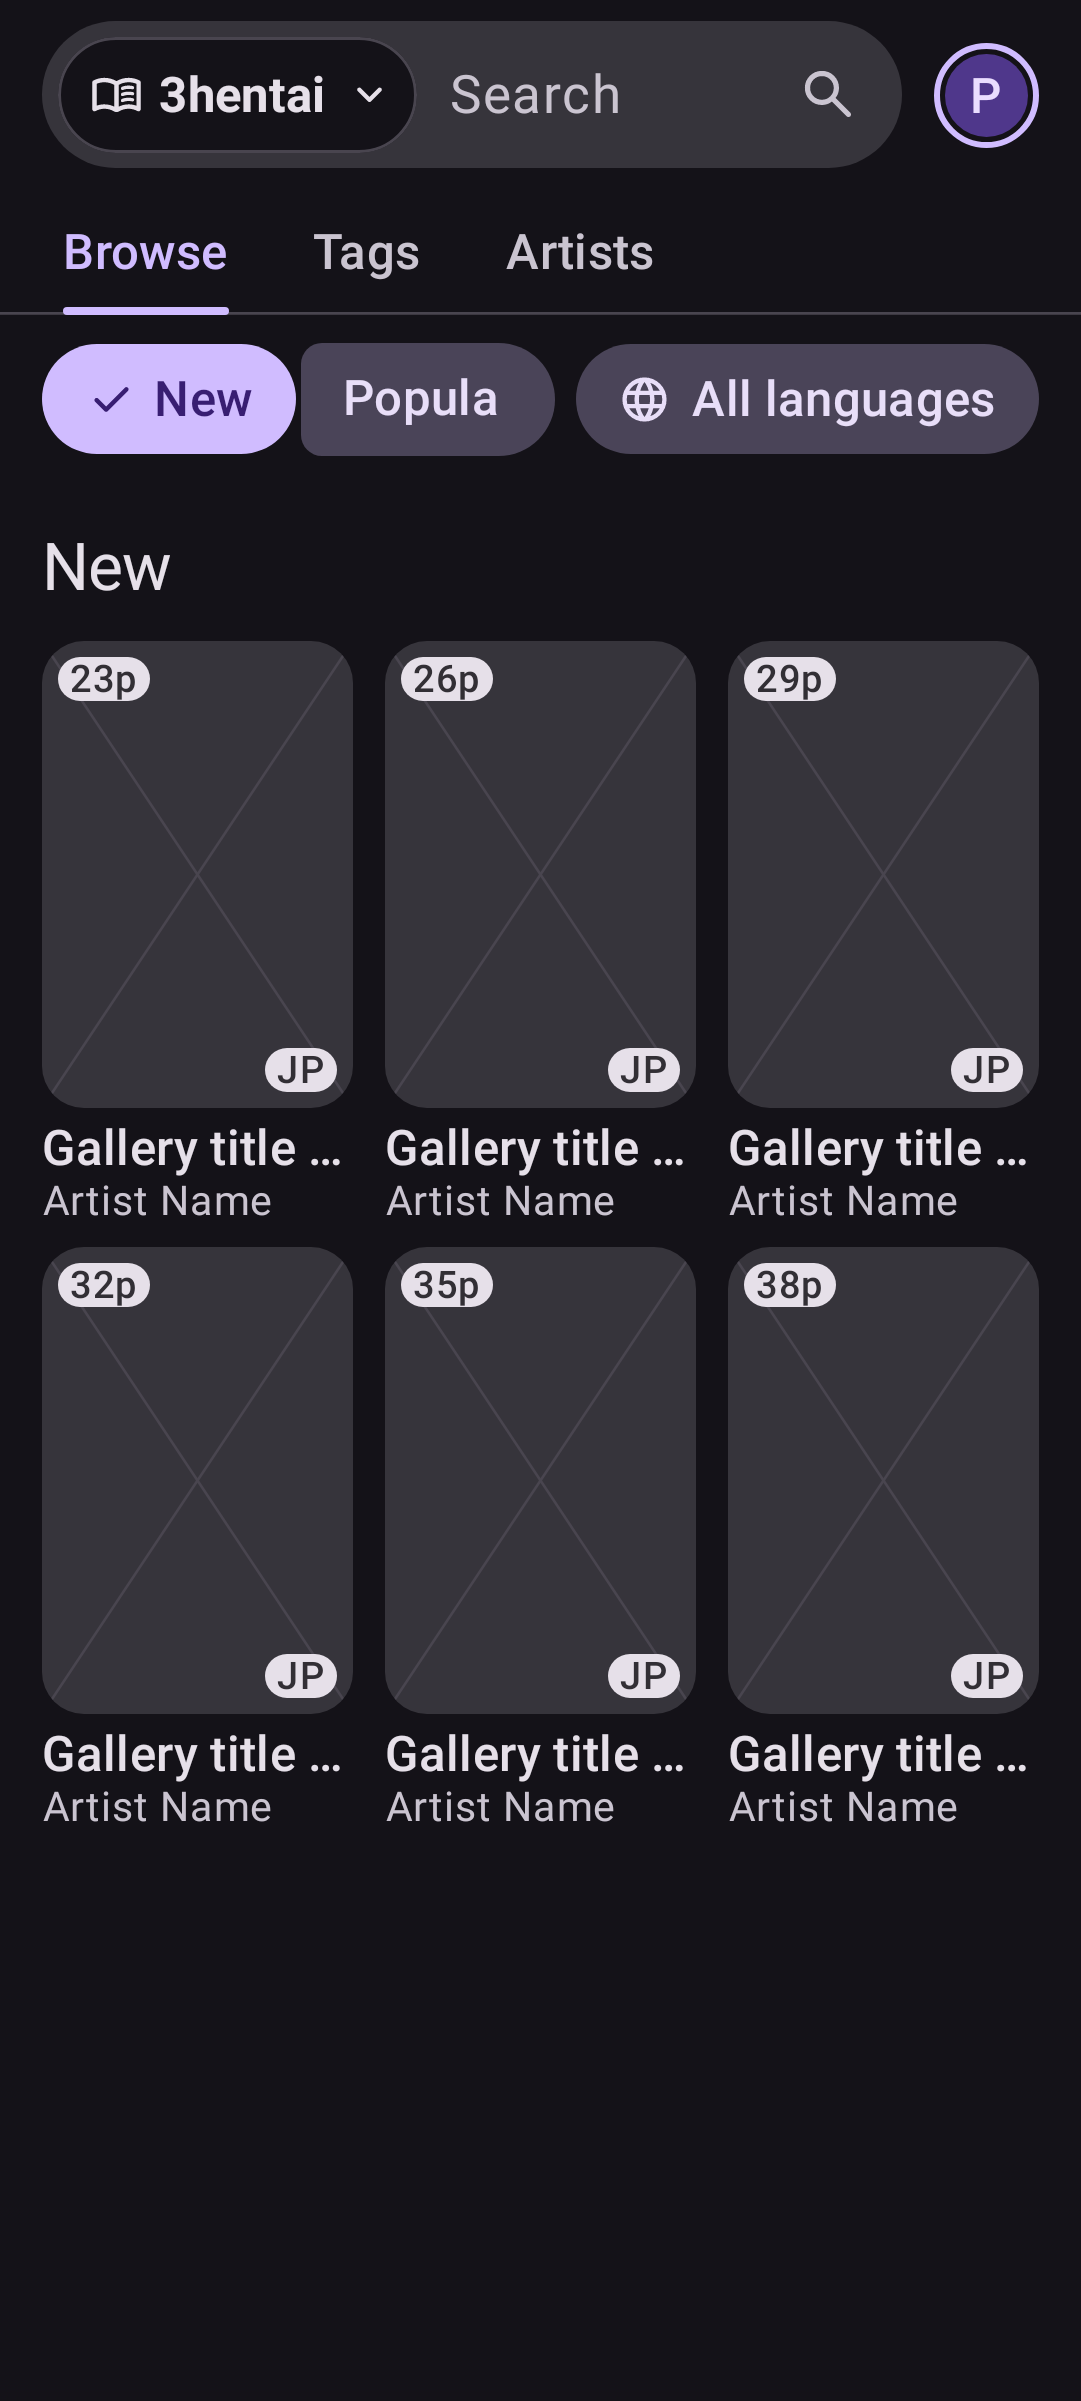 3hentai
Search
P
Browse Tags Artists
New Popula All languages
New
23p 26p 29p
JP JP JP
Gallery title ... Gallery title ... Gallery title ...
Artist Name Artist Name Artist Name
32p 35p 38p
JP JP JP
Gallery title ... Gallery title ... Gallery title ...
Artist Name Artist Name Artist Name